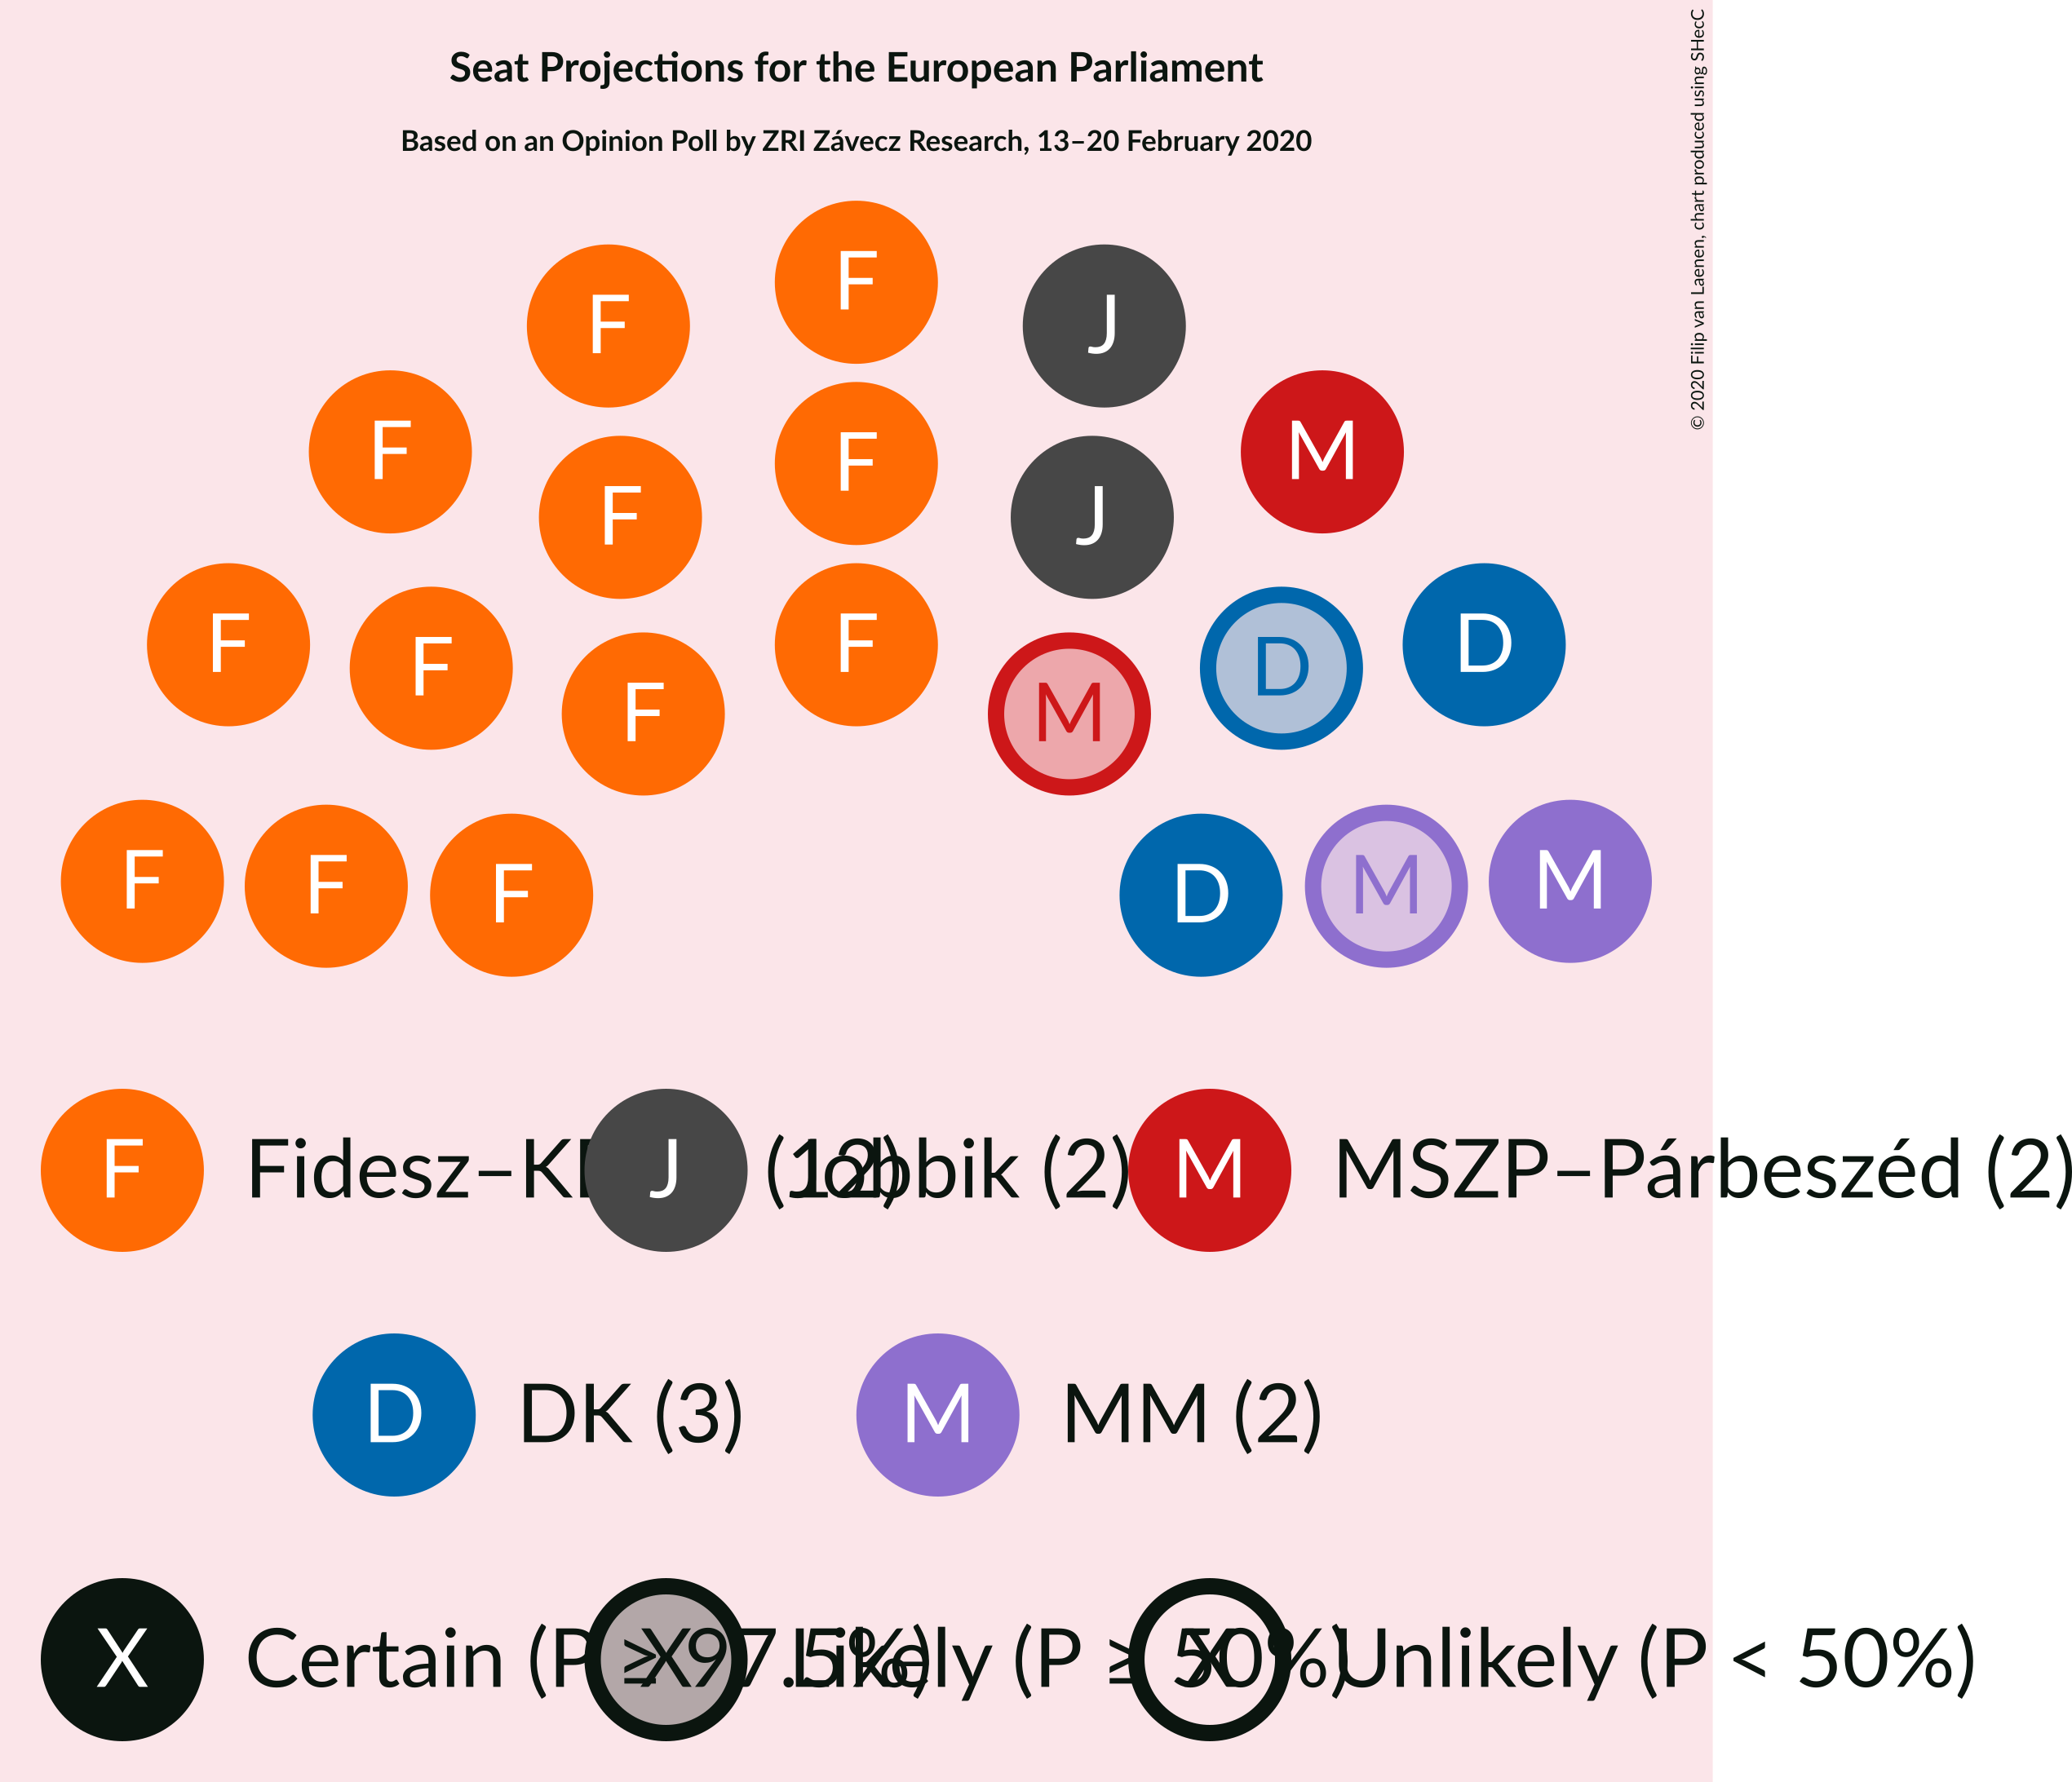 Seat Projections for the European Parliament
Based on an Opinion Poll by ZRI Závecz Research, 13–20 February 2020
© 2020 Filip van Laenen, chart produced using SHecC
F
F J
F M
F
F J
F F D
F D
F M
F M M
F F D
F Fidesz–K (12)
J Jobbik (2)
M MSZP–Párbeszéd (2)
D DK (3)
M MM (2)
X Certain (P ≥ 97.5%)
X Likely (P ≥ 50%)
X Unlikely (P < 50%)